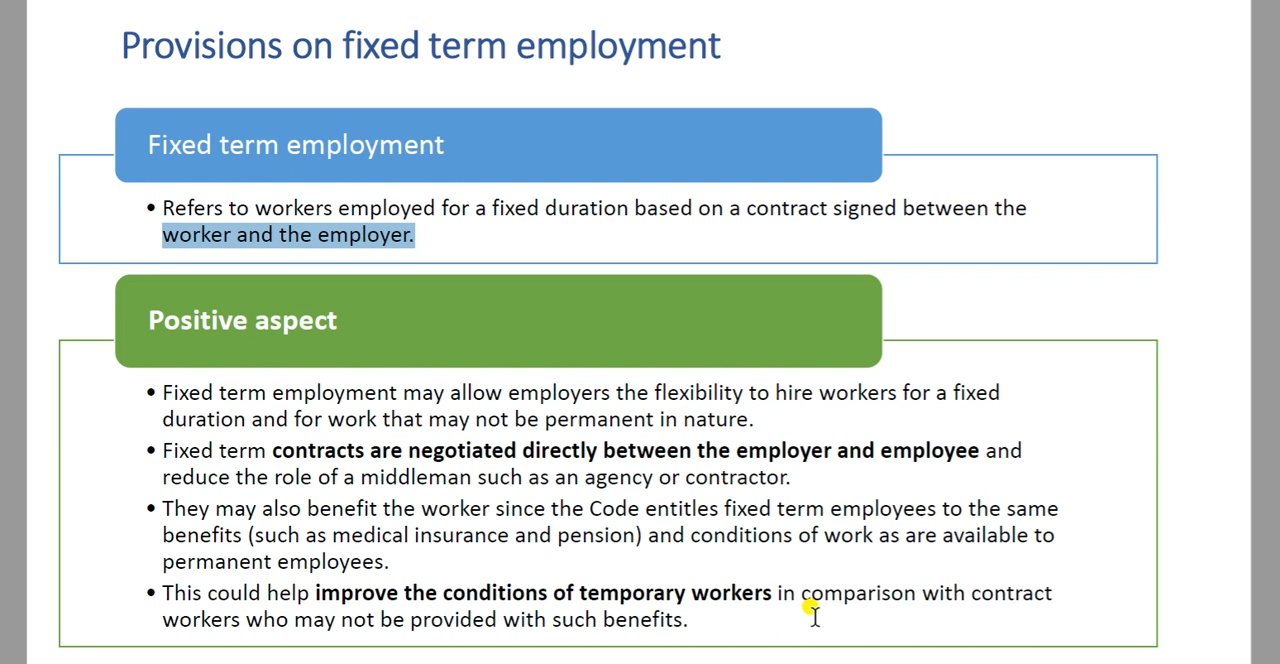 Provisions on fixed term employment
Fixed term employment
• Refers to workers employed for a fixed duration based on a contract signed between the
worker and the employer.
Positive aspect
• Fixed term employment may allow employers the flexibility to hire workers for a fixed
duration and for work that may not be permanent in nature.
• Fixed term contracts are negotiated directly between the employer and employee and
reduce the role of a middleman such as an agency or contractor.
• They may also benefit the worker since the Code entitles fixed term employees to the same
benefits (such as medical insurance and pension) and conditions of work as are available to
permanent employees.
• This could help improve the conditions of temporary workers in comparison with contract
workers who may not be provided with such benefits.